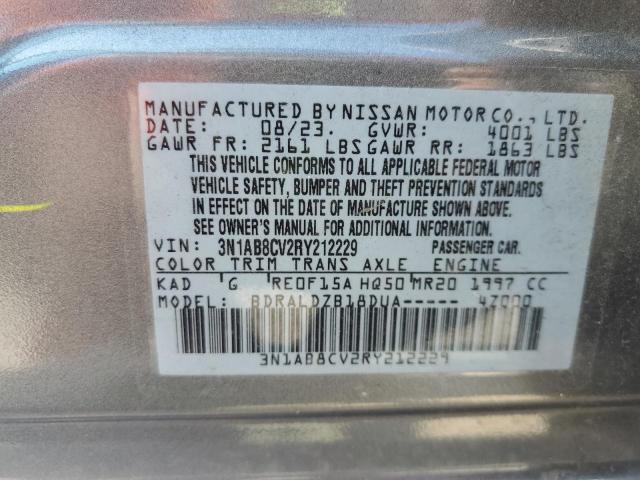 MANUFACTURED BY NISSAN MOTOR CO., LTD.
DATE: 08/23. GVWR: 4001 LBS
GAWR FR: 2161 LBS GAWR RR: 1863 LBS
THIS VEHICLE CONFORMS TO ALL APPLICABLE FEDERAL MOTOR
VEHICLE SAFETY, BUMPER AND THEFT PREVENTION STANDARDS
IN EFFECT ON THE DATE OF MANUFACTURE SHOWN ABOVE.
SEE OWNER'S MANUAL FOR ADDITIONAL INFORMATION.
VIN: 3N1AB8CV2RY212229 PASSENGER CAR.
COLOR TRIM TRANS AXLE ENGINE
KAD G RE0F15A HQ50 MR20 1997 CC
MODEL: BDRALDZB18DUA----- 4Z000
3N1AB8CV2RY212229